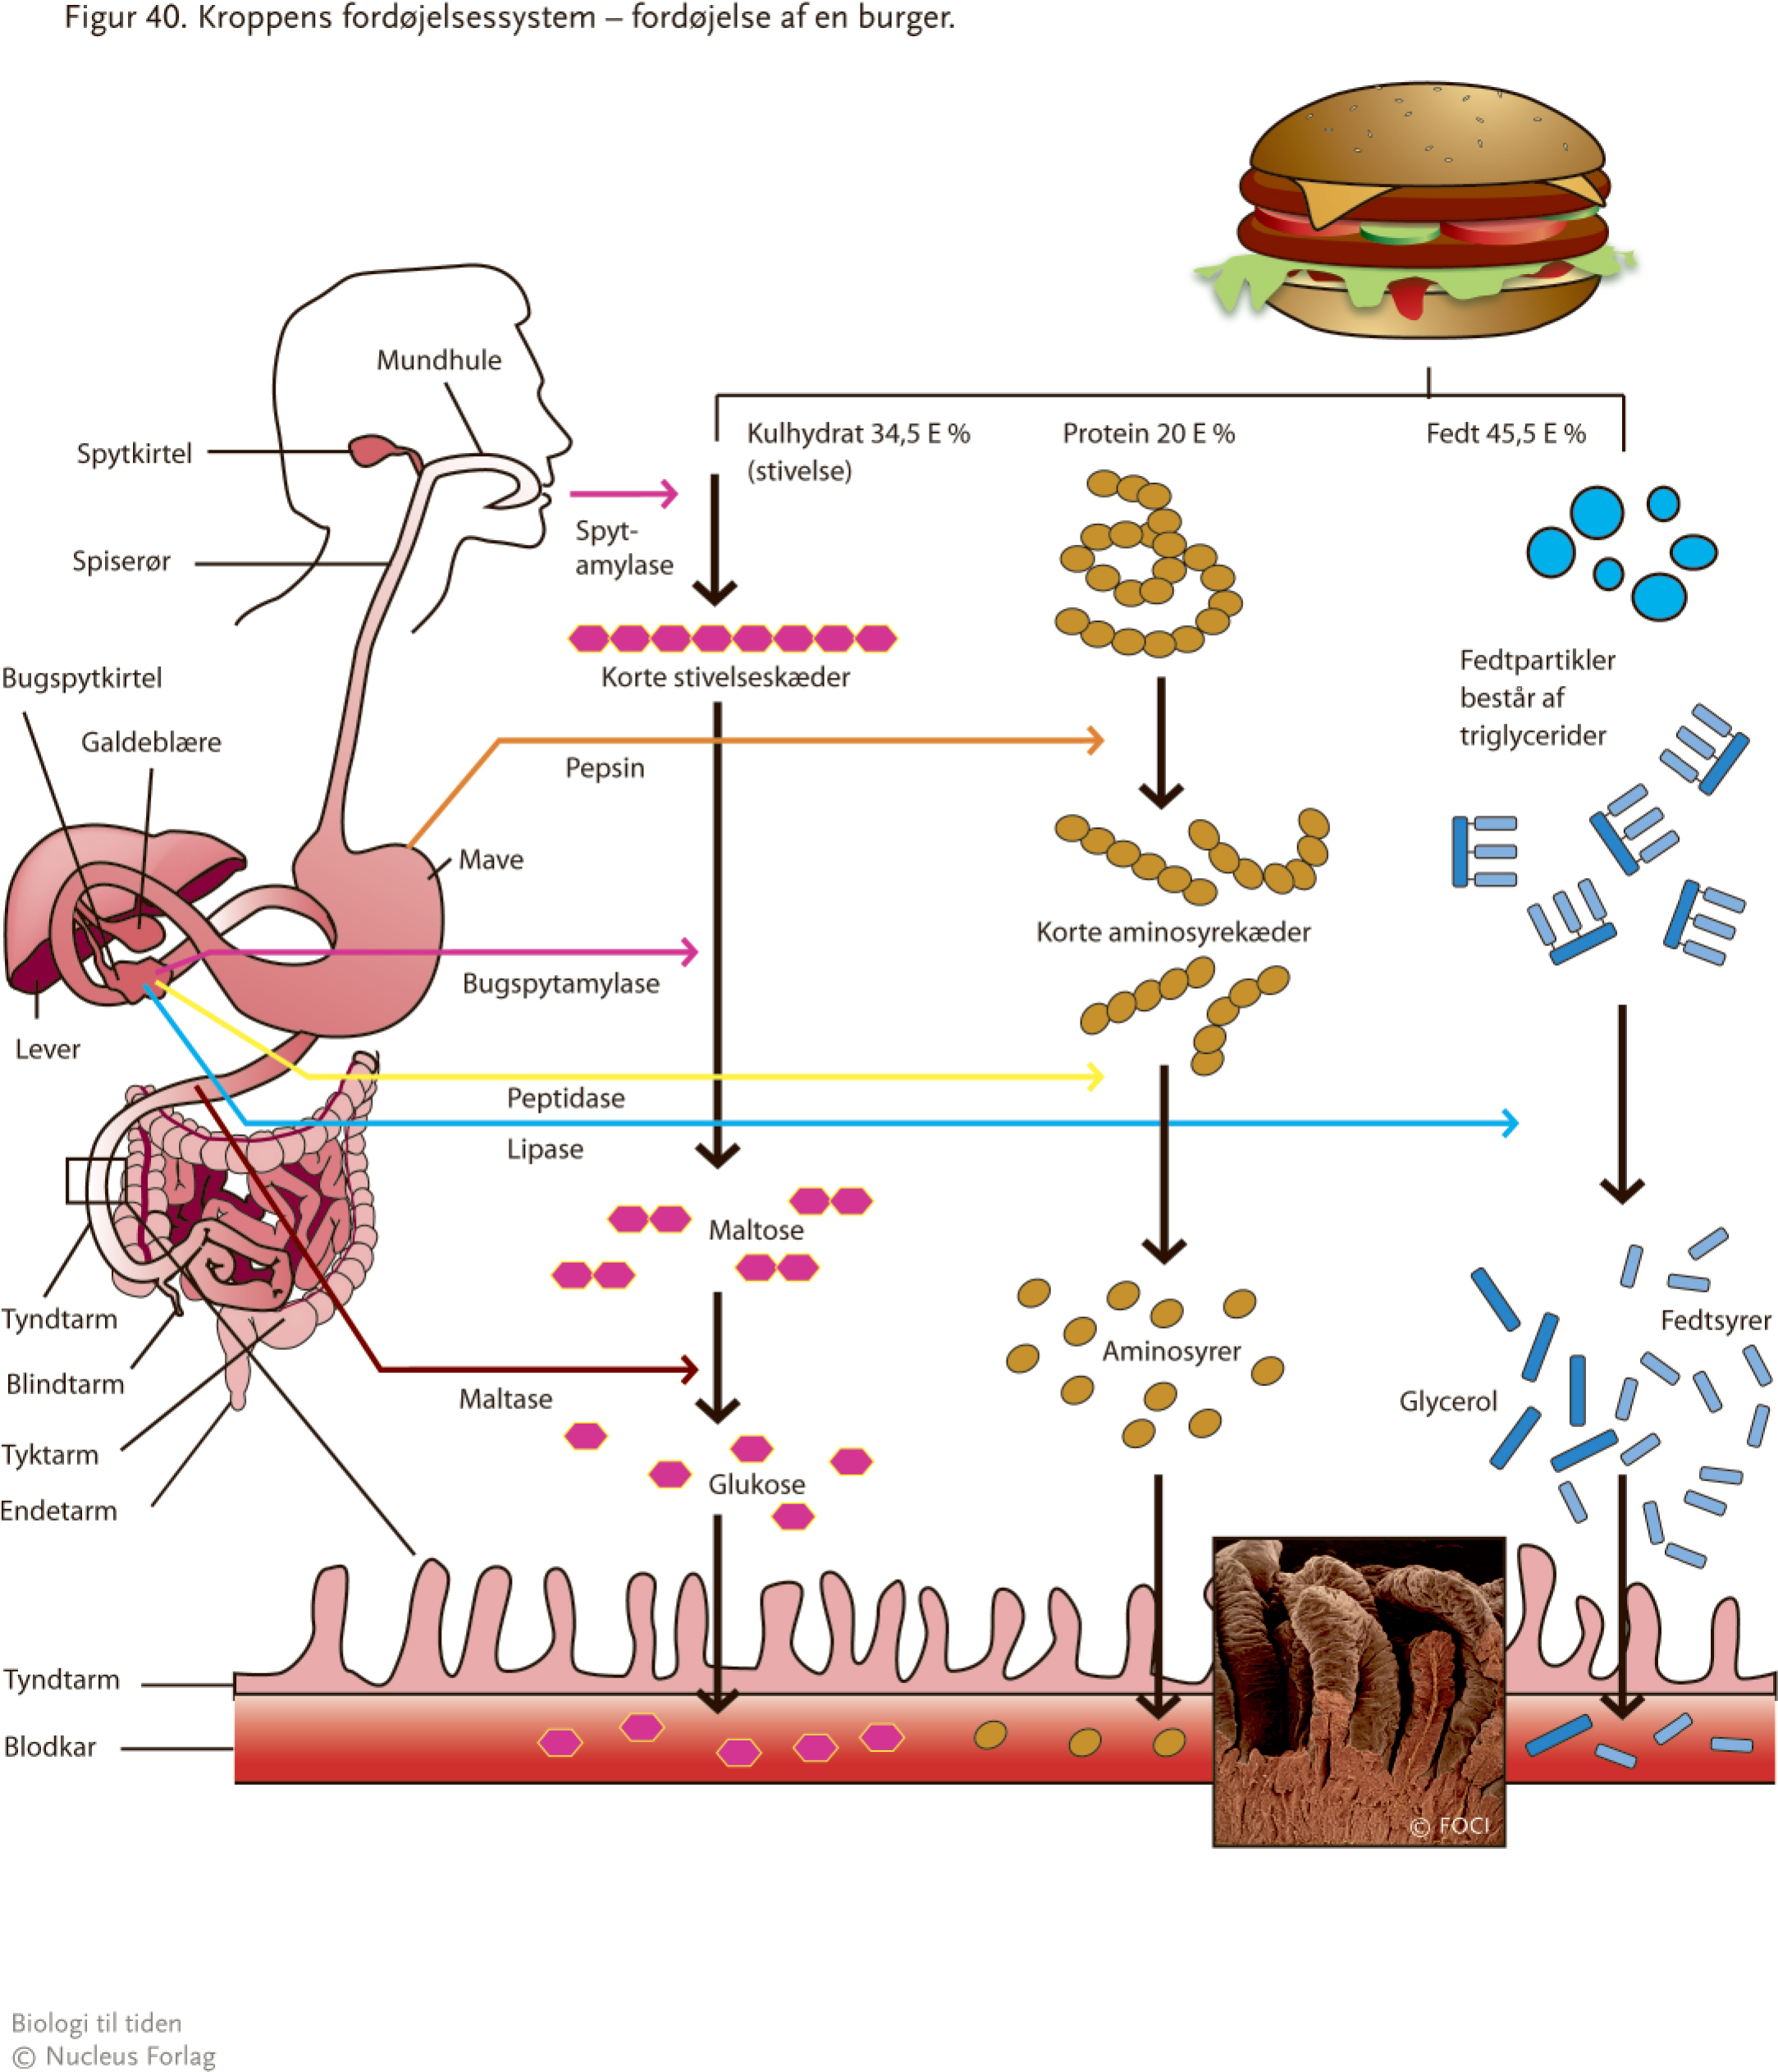 Figur 40. Kroppens fordøjelsessystem – fordøjelse af en burger.
Mundhule
Spytkirtel
Spiserør
Spyt-
amylase
Kulhydrat 34,5 E %
(stivelse)
Protein 20 E %
Fedt 45,5 E %
Korte stivelseskæder
Fedtpartikler
består af
triglycerider
Bugspytkirtel
Galdeblære
Pepsin
Mave
Korte aminosyrekæder
Bugspytamylase
Lever
Peptidase
Lipase
Maltose
Tyndtarm
Blindtarm
Tyktarm
Endetarm
Maltase
Aminosyrer
Fedtsyrer
Glycerol
Glukose
Tyndtarm
Blodkar
© FOCI
Biologi til tiden
© Nucleus Forlag